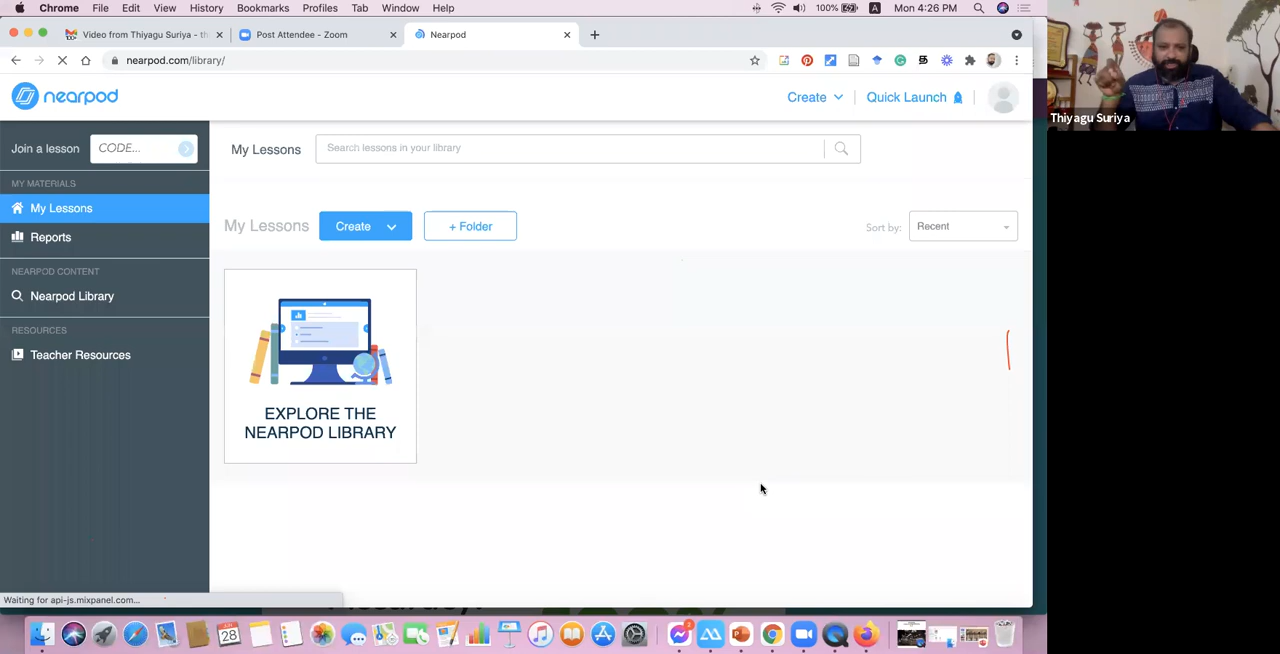 Chrome File Edit View History Bookmarks Profiles Tab Window Help 100% A Mon 4:26 PM
Video from Thiyagu Suriya - th Post Attendee - Zoom Nearpod
nearpod.com/library/
nearpod Create Quick Launch
Join a lesson CODE... My Lessons Search lessons in your library
MY MATERIALS
My Lessons
Reports
NEARPOD CONTENT
Nearpod Library
RESOURCES
Teacher Resources
My Lessons Create + Folder Sort by: Recent
EXPLORE THE
NEARPOD LIBRARY
Waiting for api-js.mixpanel.com...
28
2
Thiyagu Suriya